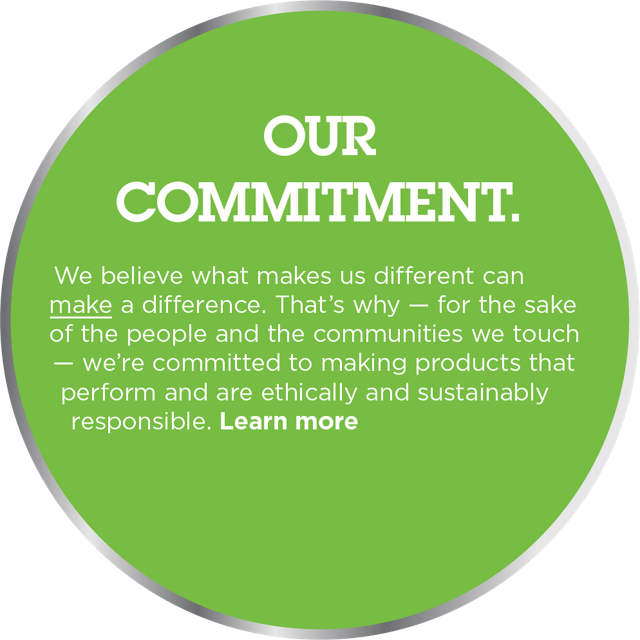 OUR
COMMITMENT.
We believe what makes us different can
make a difference. That’s why — for the sake
of the people and the communities we touch
— we’re committed to making products that
perform and are ethically and sustainably
responsible. Learn more